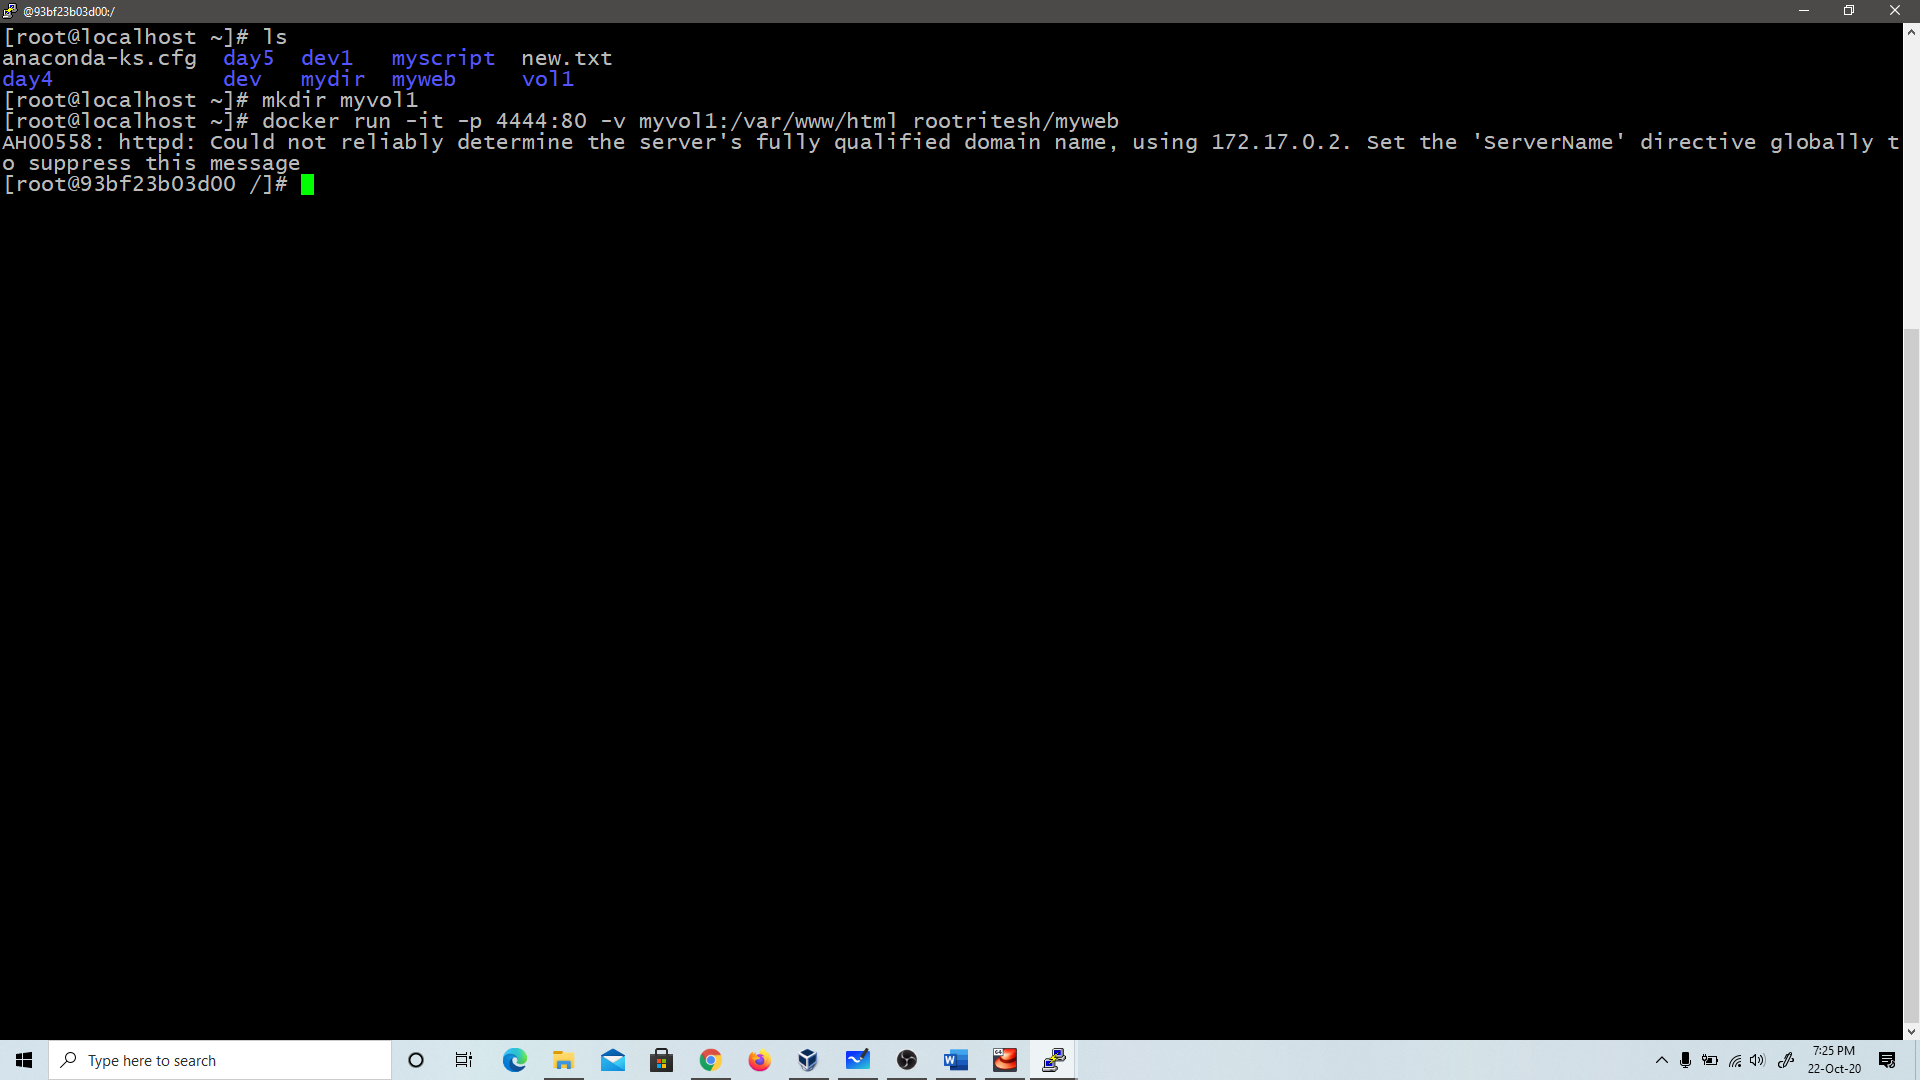 @93bf23b03d00:/
[root@localhost ~]# ls
anaconda-ks.cfg  day5  dev1   myscript  new.txt
day4             dev   mydir  myweb     vol1
[root@localhost ~]# mkdir myvol1
[root@localhost ~]# docker run -it -p 4444:80 -v myvol1:/var/www/html rootritesh/myweb
AH00558: httpd: Could not reliably determine the server's fully qualified domain name, using 172.17.0.2. Set the 'ServerName' directive globally t
o suppress this message
[root@93bf23b03d00 /]#
Type here to search
7:25 PM
22-Oct-20